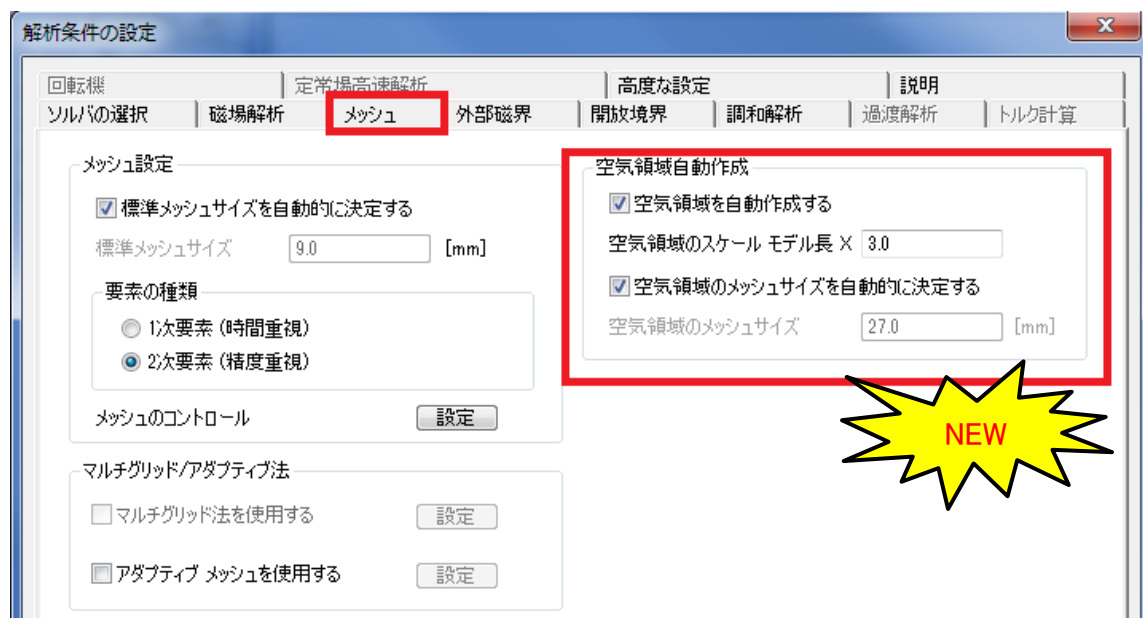 解析条件の設定
回転機
定常場高速解析
高度な設定
説明
ソルバの選択
磁場解析
メッシュ
外部磁界
開放境界
調和解析
過渡解析
トルク計算
メッシュ設定
標準メッシュサイズを自動的に決定する
標準メッシュサイズ 9.0 [mm]
要素の種類
1次要素 (時間重視)
2次要素 (精度重視)
メッシュのコントロール 設定
マルチグリッド/アダプティブ法
マルチグリッド法を使用する 設定
アダプティブ メッシュを使用する 設定
空気領域自動作成
空気領域を自動作成する
空気領域のスケール モデル長 × 3.0
空気領域のメッシュサイズを自動的に決定する
空気領域のメッシュサイズ 27.0 [mm]
NEW